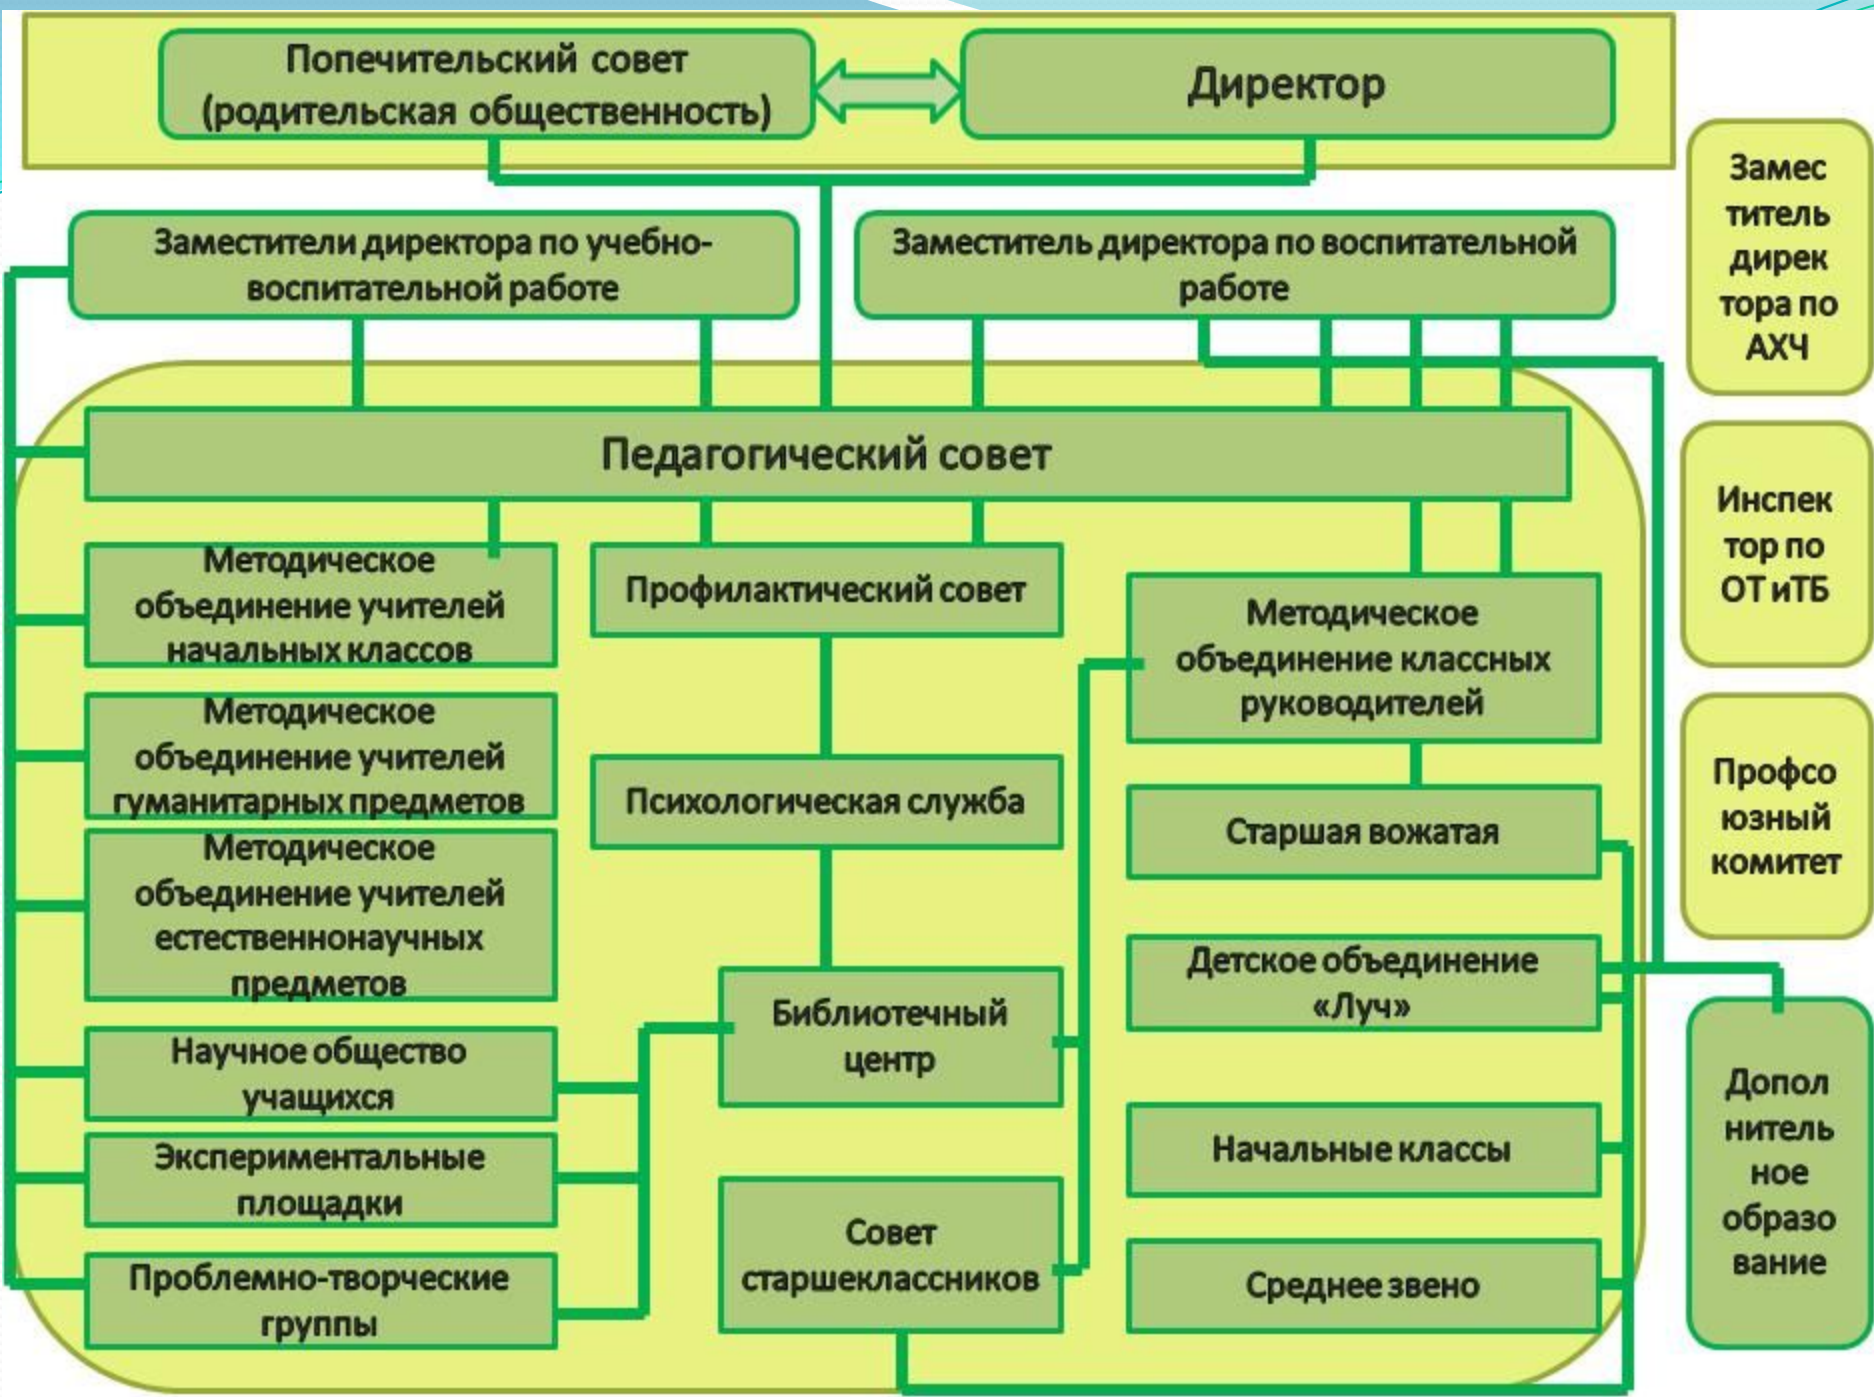 Попечительский совет
(родительская общественность)
Директор
Замес
титель
дирек
тора по
АХЧ
Заместители директора по учебно-
воспитательной работе
Заместитель директора по воспитательной
работе
Педагогический совет
Инспек
тор по
ОТ иТБ
Методическое
объединение учителей
начальных классов
Профилактический совет
Методическое
объединение классных
руководителей
Методическое
объединение учителей
гуманитарных предметов
Психологическая служба
Старшая вожатая
Профсо
юзный
комитет
Методическое
объединение учителей
естественнонаучных
предметов
Детское объединение
«Луч»
Библиотечный
центр
Научное общество
учащихся
Начальные классы
Экспериментальные
площадки
Совет
старшеклассников
Среднее звено
Проблемно-творческие
группы
Допол
нитель
ное
образо
вание